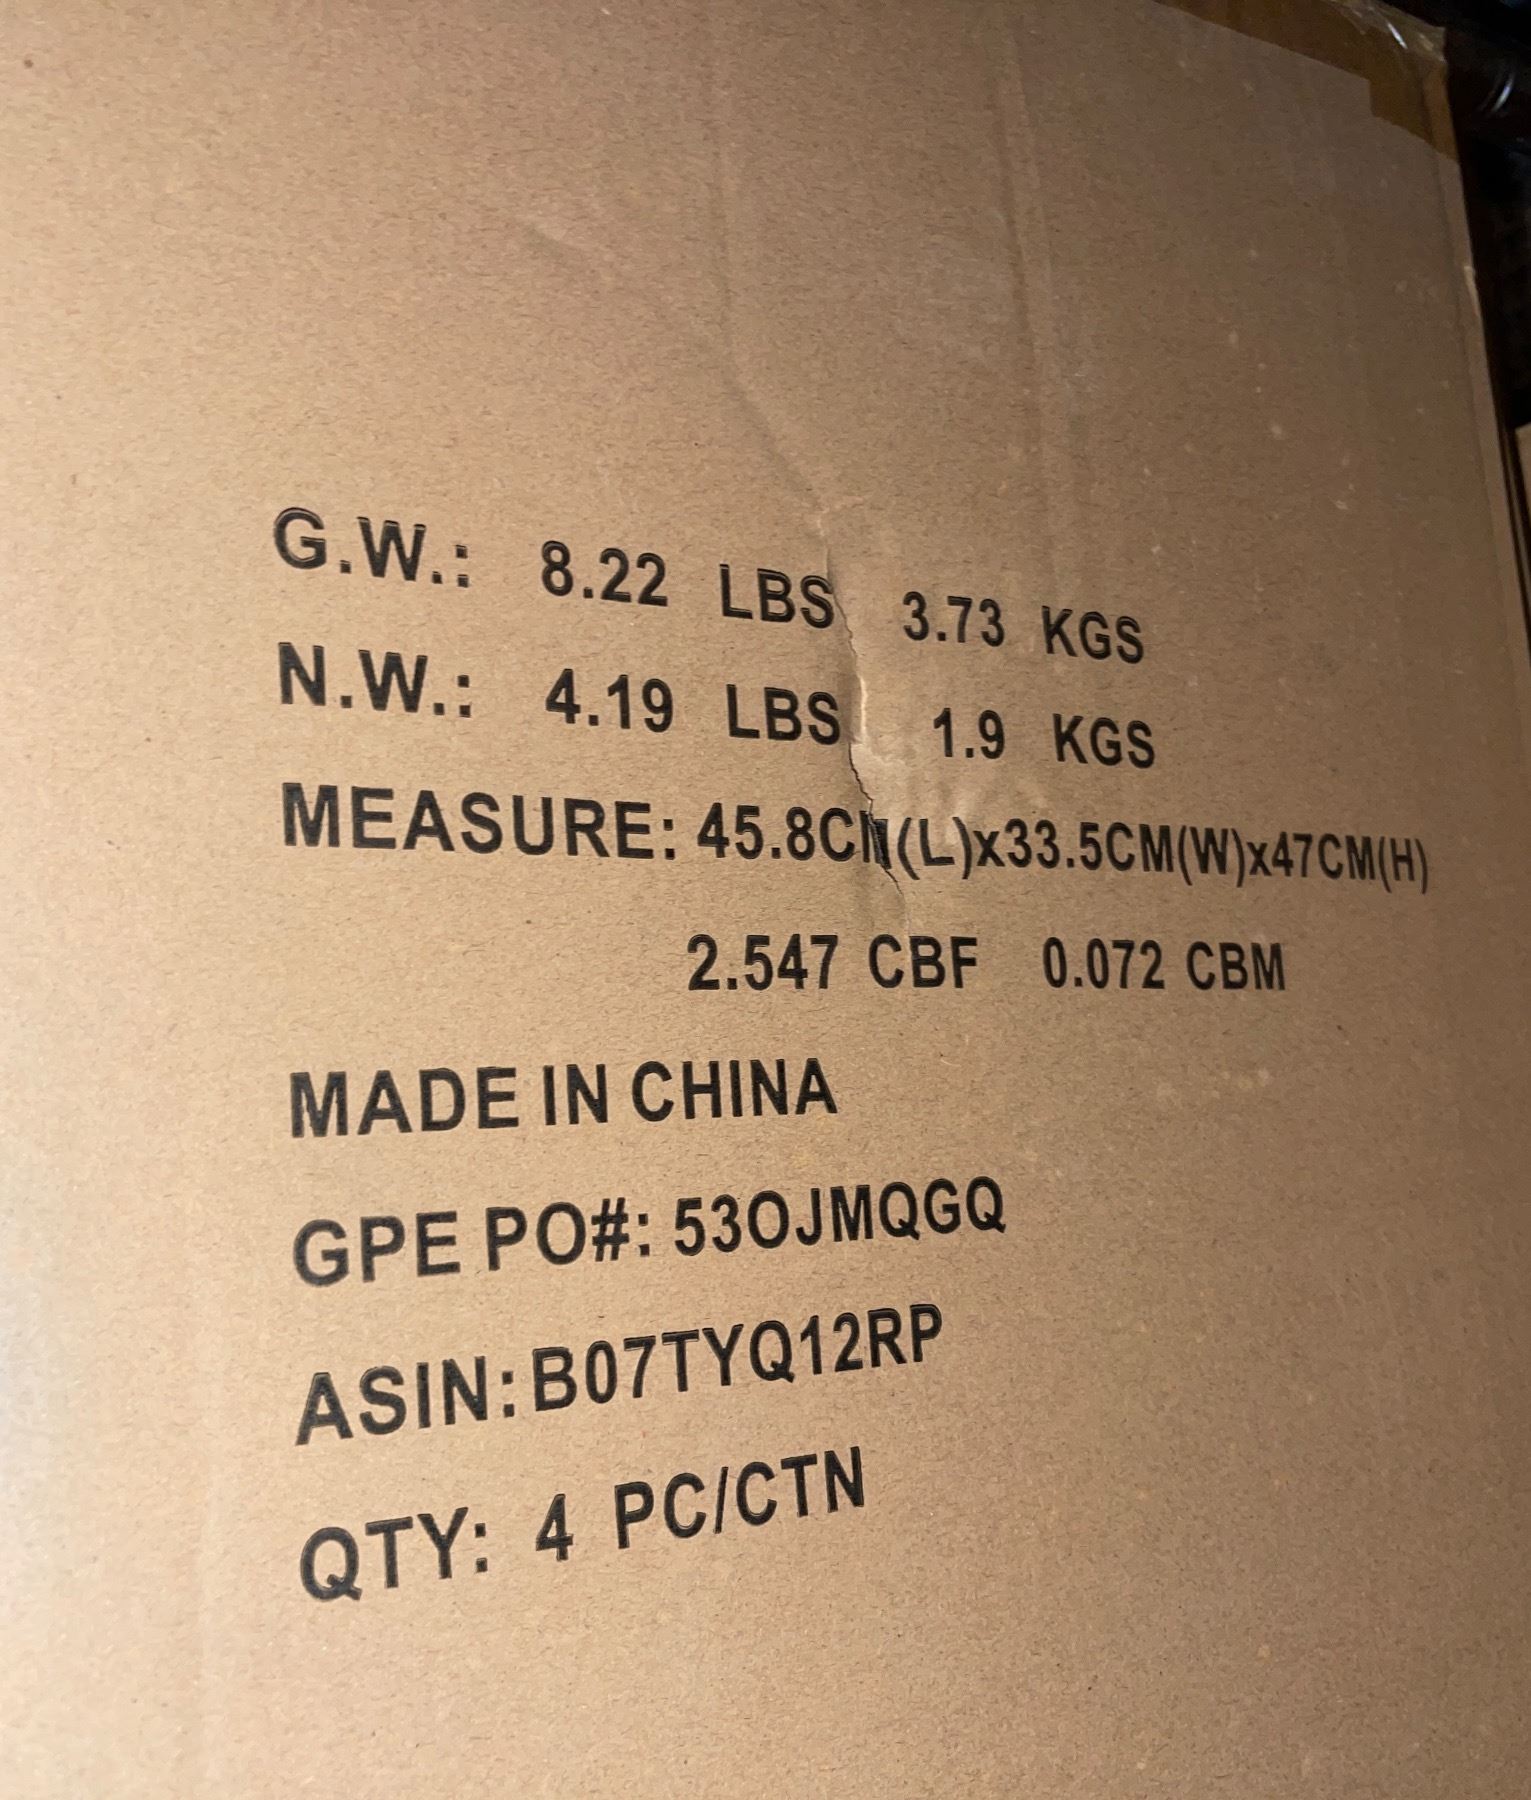 G.W.: 8.22 LBS 3.73 KGS
N.W.: 4.19 LBS 1.9 KGS
MEASURE: 45.8CM(L)x33.5CM(W)x47CM(H)
2.547 CBF 0.072 CBM
MADE IN CHINA
GPE PO#: 53OJMQGQ
ASIN:B07TYQ12RP
QTY: 4 PC/CTN